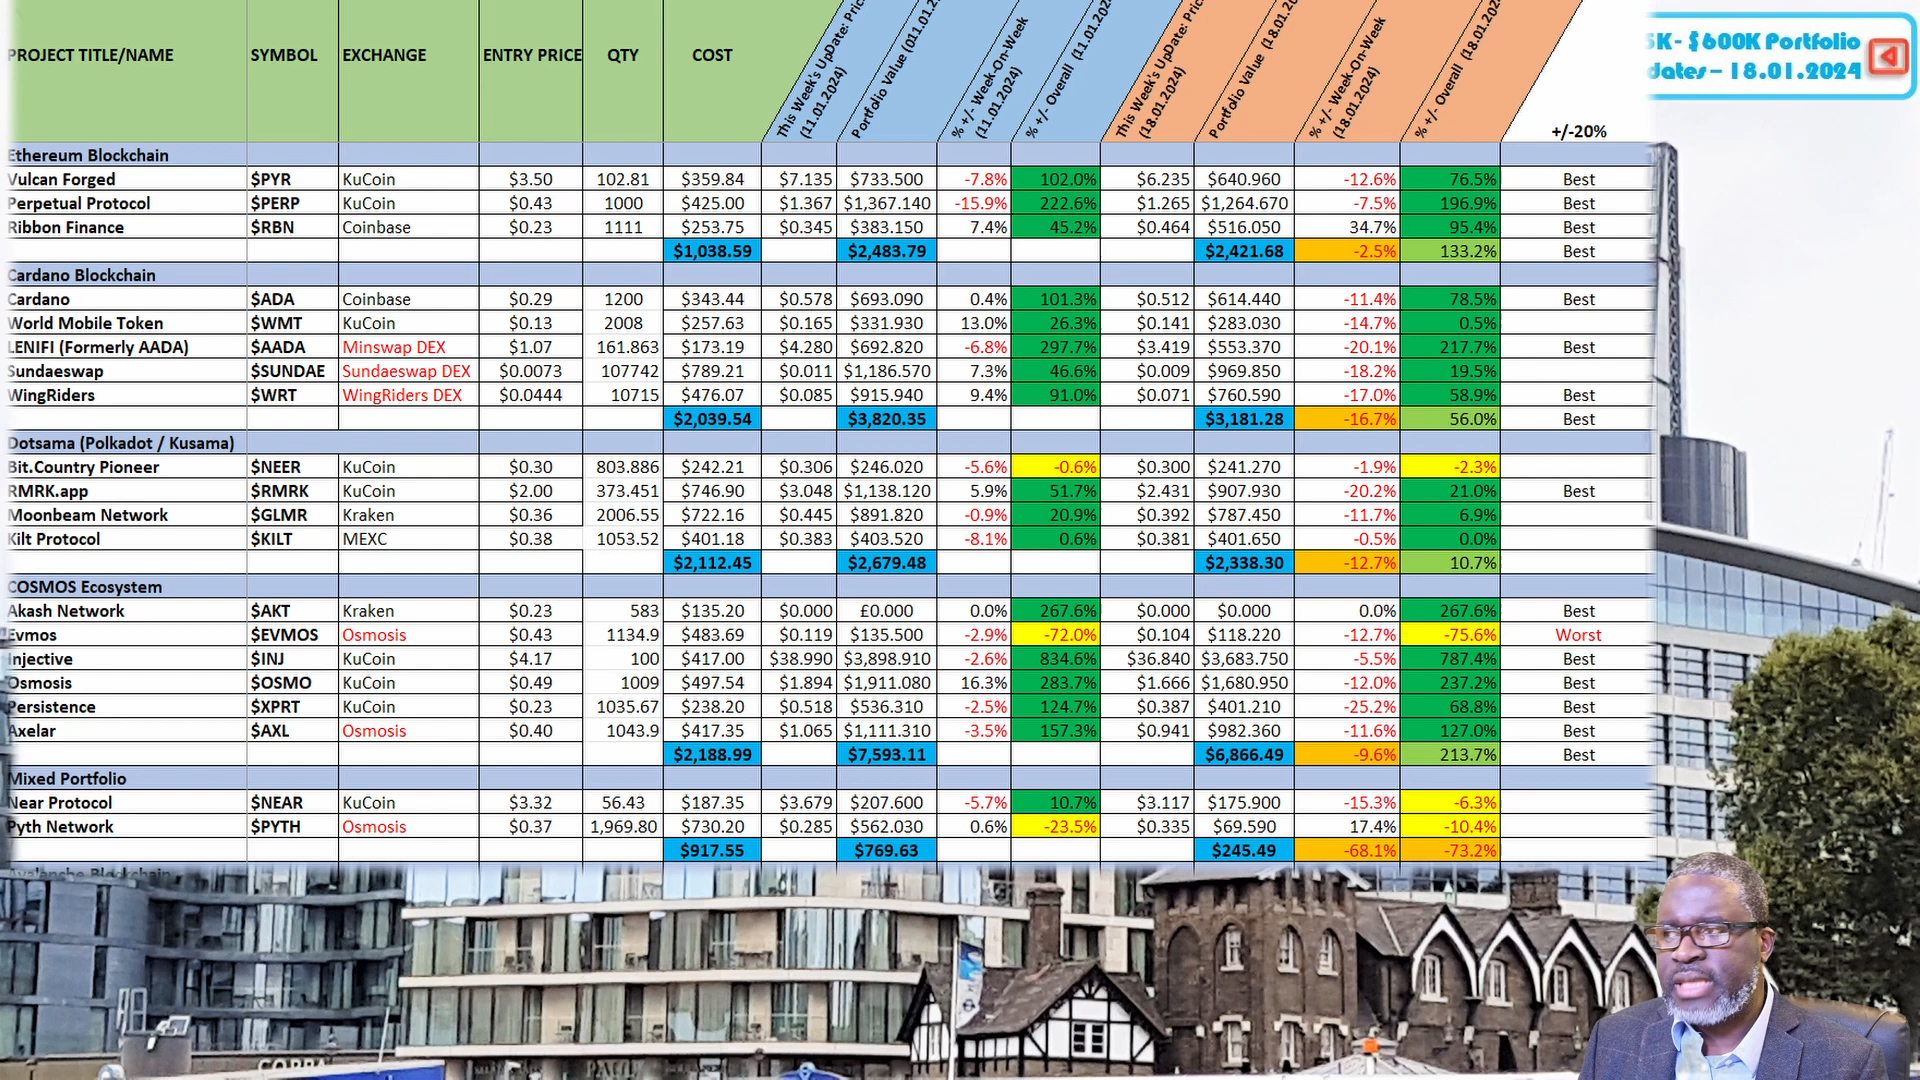 PROJECT TITLE/NAME SYMBOL EXCHANGE ENTRY PRICE QTY COST This Week's UpDate: Pric (11.01.2024) Portfolio Value (011.01.2 % +/- Week-On-Week (11.01.2024) % +/- Overall (11.01.202 This Week's UpDate: Pric (18.01.2024) Portfolio Value (18.01.20 % +/- Week-On-Week (18.01.2024) % +/- Overall (18.01.202 +/-20%
5K - $600K Portfolio
dates – 18.01.2024
Ethereum Blockchain
Vulcan Forged $PYR KuCoin $3.50 102.81 $359.84 $7.135 $733.500 -7.8% 102.0% $6.235 $640.960 -12.6% 76.5% Best
Perpetual Protocol $PERP KuCoin $0.43 1000 $425.00 $1.367 $1,367.140 -15.9% 222.6% $1.265 $1,264.670 -7.5% 196.9% Best
Ribbon Finance $RBN Coinbase $0.23 1111 $253.75 $0.345 $383.150 7.4% 45.2% $0.464 $516.050 34.7% 95.4% Best
$1,038.59 $2,483.79 $2,421.68 -2.5% 133.2% Best
Cardano Blockchain
Cardano $ADA Coinbase $0.29 1200 $343.44 $0.578 $693.090 0.4% 101.3% $0.512 $614.440 -11.4% 78.5% Best
World Mobile Token $WMT KuCoin $0.13 2008 $257.63 $0.165 $331.930 13.0% 26.3% $0.141 $283.030 -14.7% 0.5%
LENIFI (Formerly AADA) $AADA Minswap DEX $1.07 161.863 $173.19 $4.280 $692.820 -6.8% 297.7% $3.419 $553.370 -20.1% 217.7% Best
Sundaeswap $SUNDAE Sundaeswap DEX $0.0073 107742 $789.21 $0.011 $1,186.570 7.3% 46.6% $0.009 $969.850 -18.2% 19.5%
WingRiders $WRT WingRiders DEX $0.0444 10715 $476.07 $0.085 $915.940 9.4% 91.0% $0.071 $760.590 -17.0% 58.9% Best
$2,039.54 $3,820.35 $3,181.28 -16.7% 56.0% Best
Dotsama (Polkadot / Kusama)
Bit.Country Pioneer $NEER KuCoin $0.30 803.886 $242.21 $0.306 $246.020 -5.6% -0.6% $0.300 $241.270 -1.9% -2.3%
RMRK.app $RMRK KuCoin $2.00 373.451 $746.90 $3.048 $1,138.120 5.9% 51.7% $2.431 $907.930 -20.2% 21.0% Best
Moonbeam Network $GLMR Kraken $0.36 2006.55 $722.16 $0.445 $891.820 -0.9% 20.9% $0.392 $787.450 -11.7% 6.9%
Kilt Protocol $KILT MEXC $0.38 1053.52 $401.18 $0.383 $403.520 -8.1% 0.6% $0.381 $401.650 -0.5% 0.0%
$2,112.45 $2,679.48 $2,338.30 -12.7% 10.7%
COSMOS Ecosystem
Akash Network $AKT Kraken $0.23 583 $135.20 $0.000 £0.000 0.0% 267.6% $0.000 $0.000 0.0% 267.6% Best
Evmos $EVMOS Osmosis $0.43 1134.9 $483.69 $0.119 $135.500 -2.9% -72.0% $0.104 $118.220 -12.7% -75.6% Worst
Injective $INJ KuCoin $4.17 100 $417.00 $38.990 $3,898.910 -2.6% 834.6% $36.840 $3,683.750 -5.5% 787.4% Best
Osmosis $OSMO KuCoin $0.49 1009 $497.54 $1.894 $1,911.080 16.3% 283.7% $1.666 $1,680.950 -12.0% 237.2% Best
Persistence $XPRT KuCoin $0.23 1035.67 $238.20 $0.518 $536.310 -2.5% 124.7% $0.387 $401.210 -25.2% 68.8% Best
Axelar $AXL Osmosis $0.40 1043.9 $417.35 $1.065 $1,111.310 -3.5% 157.3% $0.941 $982.360 -11.6% 127.0% Best
$2,188.99 $7,593.11 $6,866.49 -9.6% 213.7% Best
Mixed Portfolio
Near Protocol $NEAR KuCoin $3.32 56.43 $187.35 $3.679 $207.600 -5.7% 10.7% $3.117 $175.900 -15.3% -6.3%
Pyth Network $PYTH Osmosis $0.37 1,969.80 $730.20 $0.285 $562.030 0.6% -23.5% $0.335 $69.590 17.4% -10.4%
$917.55 $769.63 $245.49 -68.1% -73.2%
Avalanche Blockchain